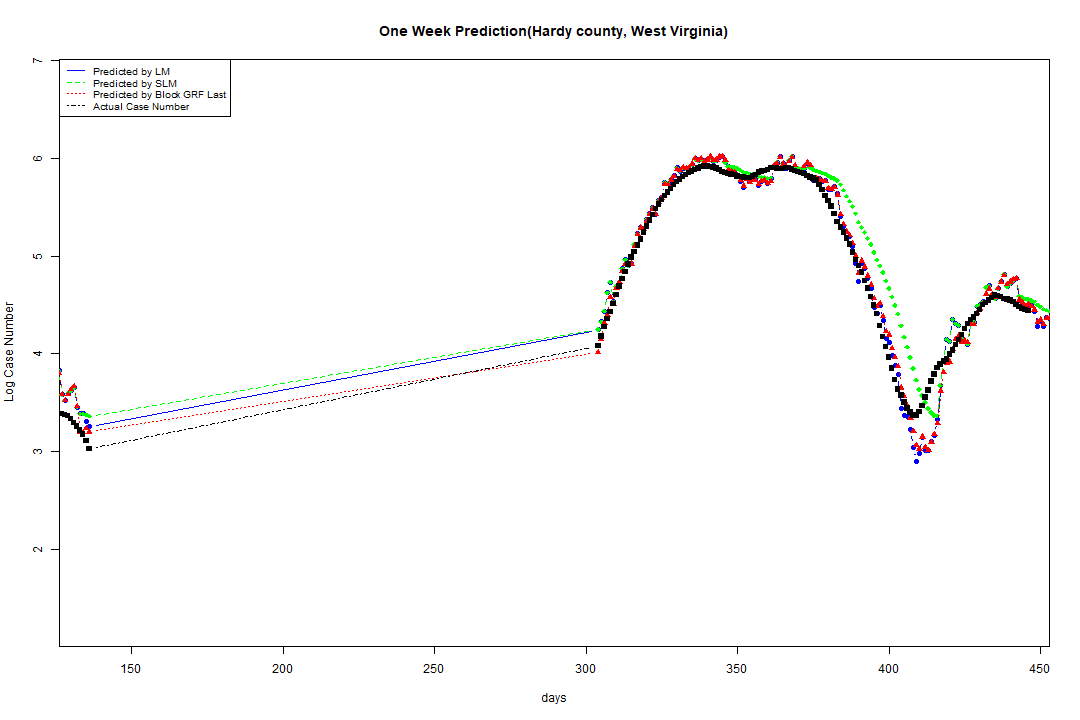 One Week Prediction(Hardy county, West Virginia)
Predicted by LM
Predicted by SLM
Predicted by Block GRF Last
Actual Case Number
Log Case Number
7
6
5
4
3
2
150 200 250 300 350 400 450
days